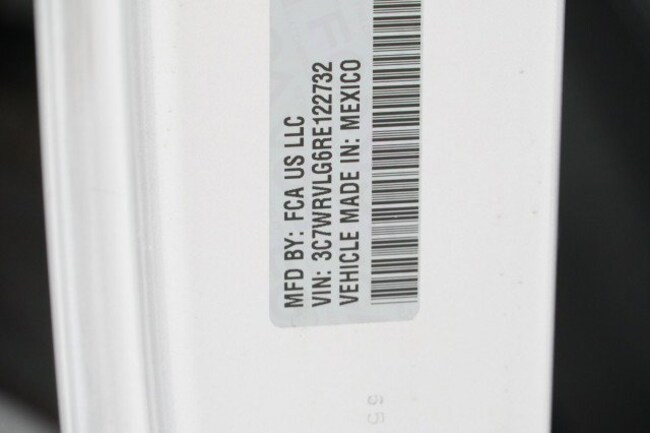 MFD BY: FCA US LLC
VIN: 3C7WRVLG6RE122732
VEHICLE MADE IN: MEXICO